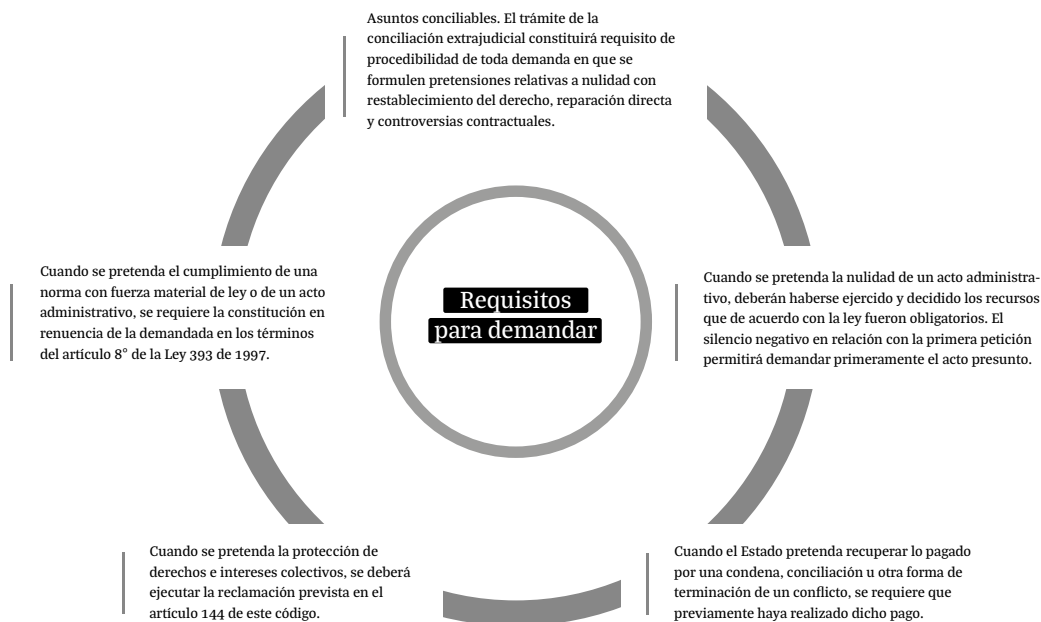 Asuntos conciliables. El trámite de la
conciliación extrajudicial constituirá requisito de
procedibilidad de toda demanda en que se
formulen pretensiones relativas a nulidad con
restablecimiento del derecho, reparación directa
y controversias contractuales.
Cuando se pretenda el cumplimiento de una
norma con fuerza material de ley o de un acto
administrativo, se requiere la constitución en
renuencia de la demandada en los términos
del artículo 8° de la Ley 393 de 1997.
Requisitos
para demandar
Cuando se pretenda la nulidad de un acto administra-
tivo, deberán haberse ejercido y decidido los recursos
que de acuerdo con la ley fueron obligatorios. El
silencio negativo en relación con la primera petición
permitirá demandar primeramente el acto presunto.
Cuando se pretenda la protección de
derechos e intereses colectivos, se deberá
ejecutar la reclamación prevista en el
artículo 144 de este código.
Cuando el Estado pretenda recuperar lo pagado
por una condena, conciliación u otra forma de
terminación de un conflicto, se requiere que
previamente haya realizado dicho pago.